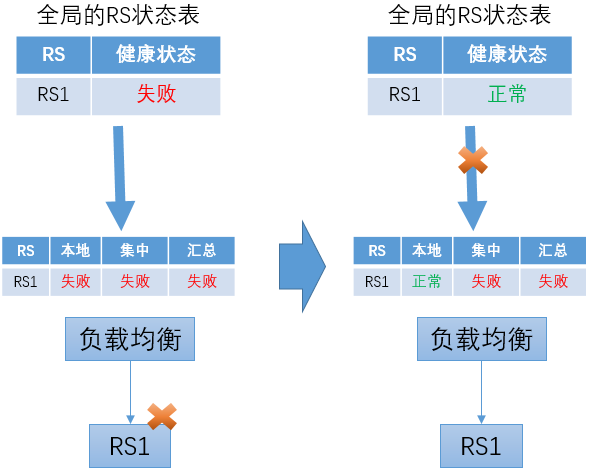 全局的RS状态表
RS 健康状态
RS1 失败
RS 本地 集中 汇总
RS1 失败 失败 失败
负载均衡
RS1
全局的RS状态表
RS 健康状态
RS1 正常
RS 本地 集中 汇总
RS1 正常 失败 失败
负载均衡
RS1